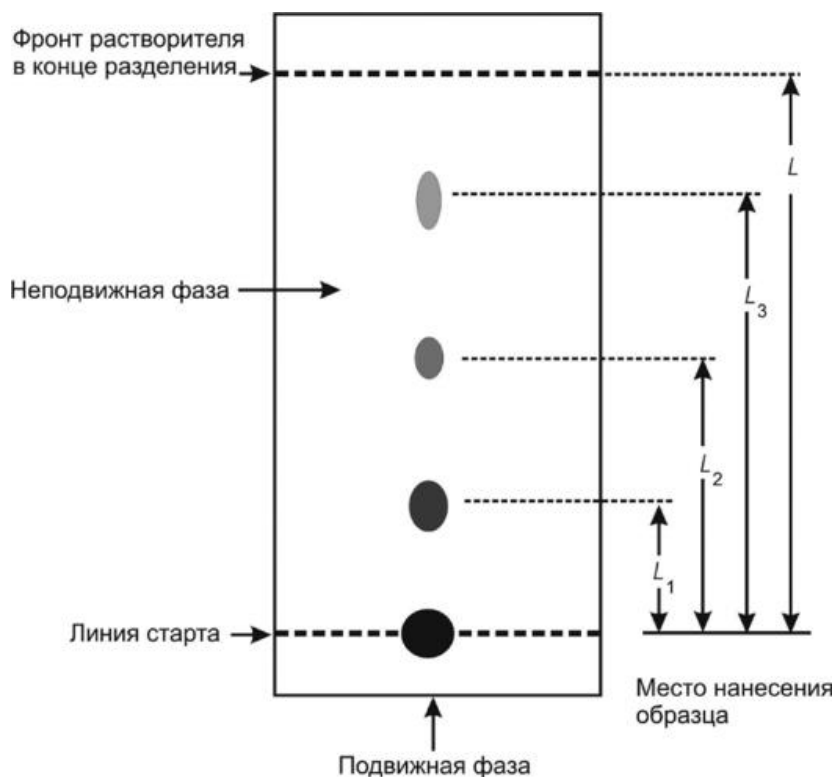 Фронт растворителя
в конце разделения
L
Неподвижная фаза
L3
L2
L1
Линия старта
Место нанесения
образца
Подвижная фаза